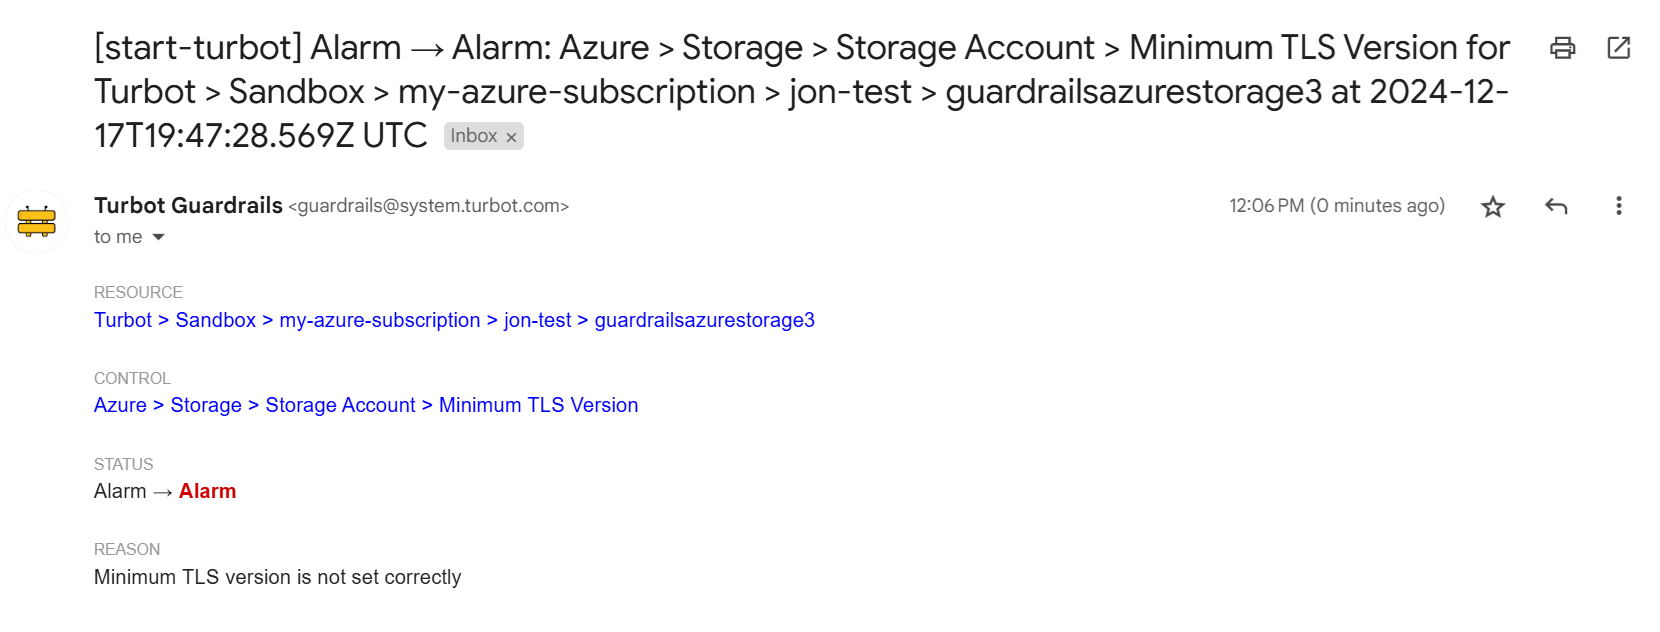 [start-turbot] Alarm → Alarm: Azure > Storage > Storage Account > Minimum TLS Version for
Turbot > Sandbox > my-azure-subscription > jon-test > guardrailsazurestorage3 at 2024-12-
17T19:47:28.569Z UTC Inbox ×
Turbot Guardrails <guardrails@system.turbot.com> 12:06 PM (0 minutes ago)
to me
RESOURCE
Turbot > Sandbox > my-azure-subscription > jon-test > guardrailsazurestorage3
CONTROL
Azure > Storage > Storage Account > Minimum TLS Version
STATUS
Alarm → Alarm
REASON
Minimum TLS version is not set correctly